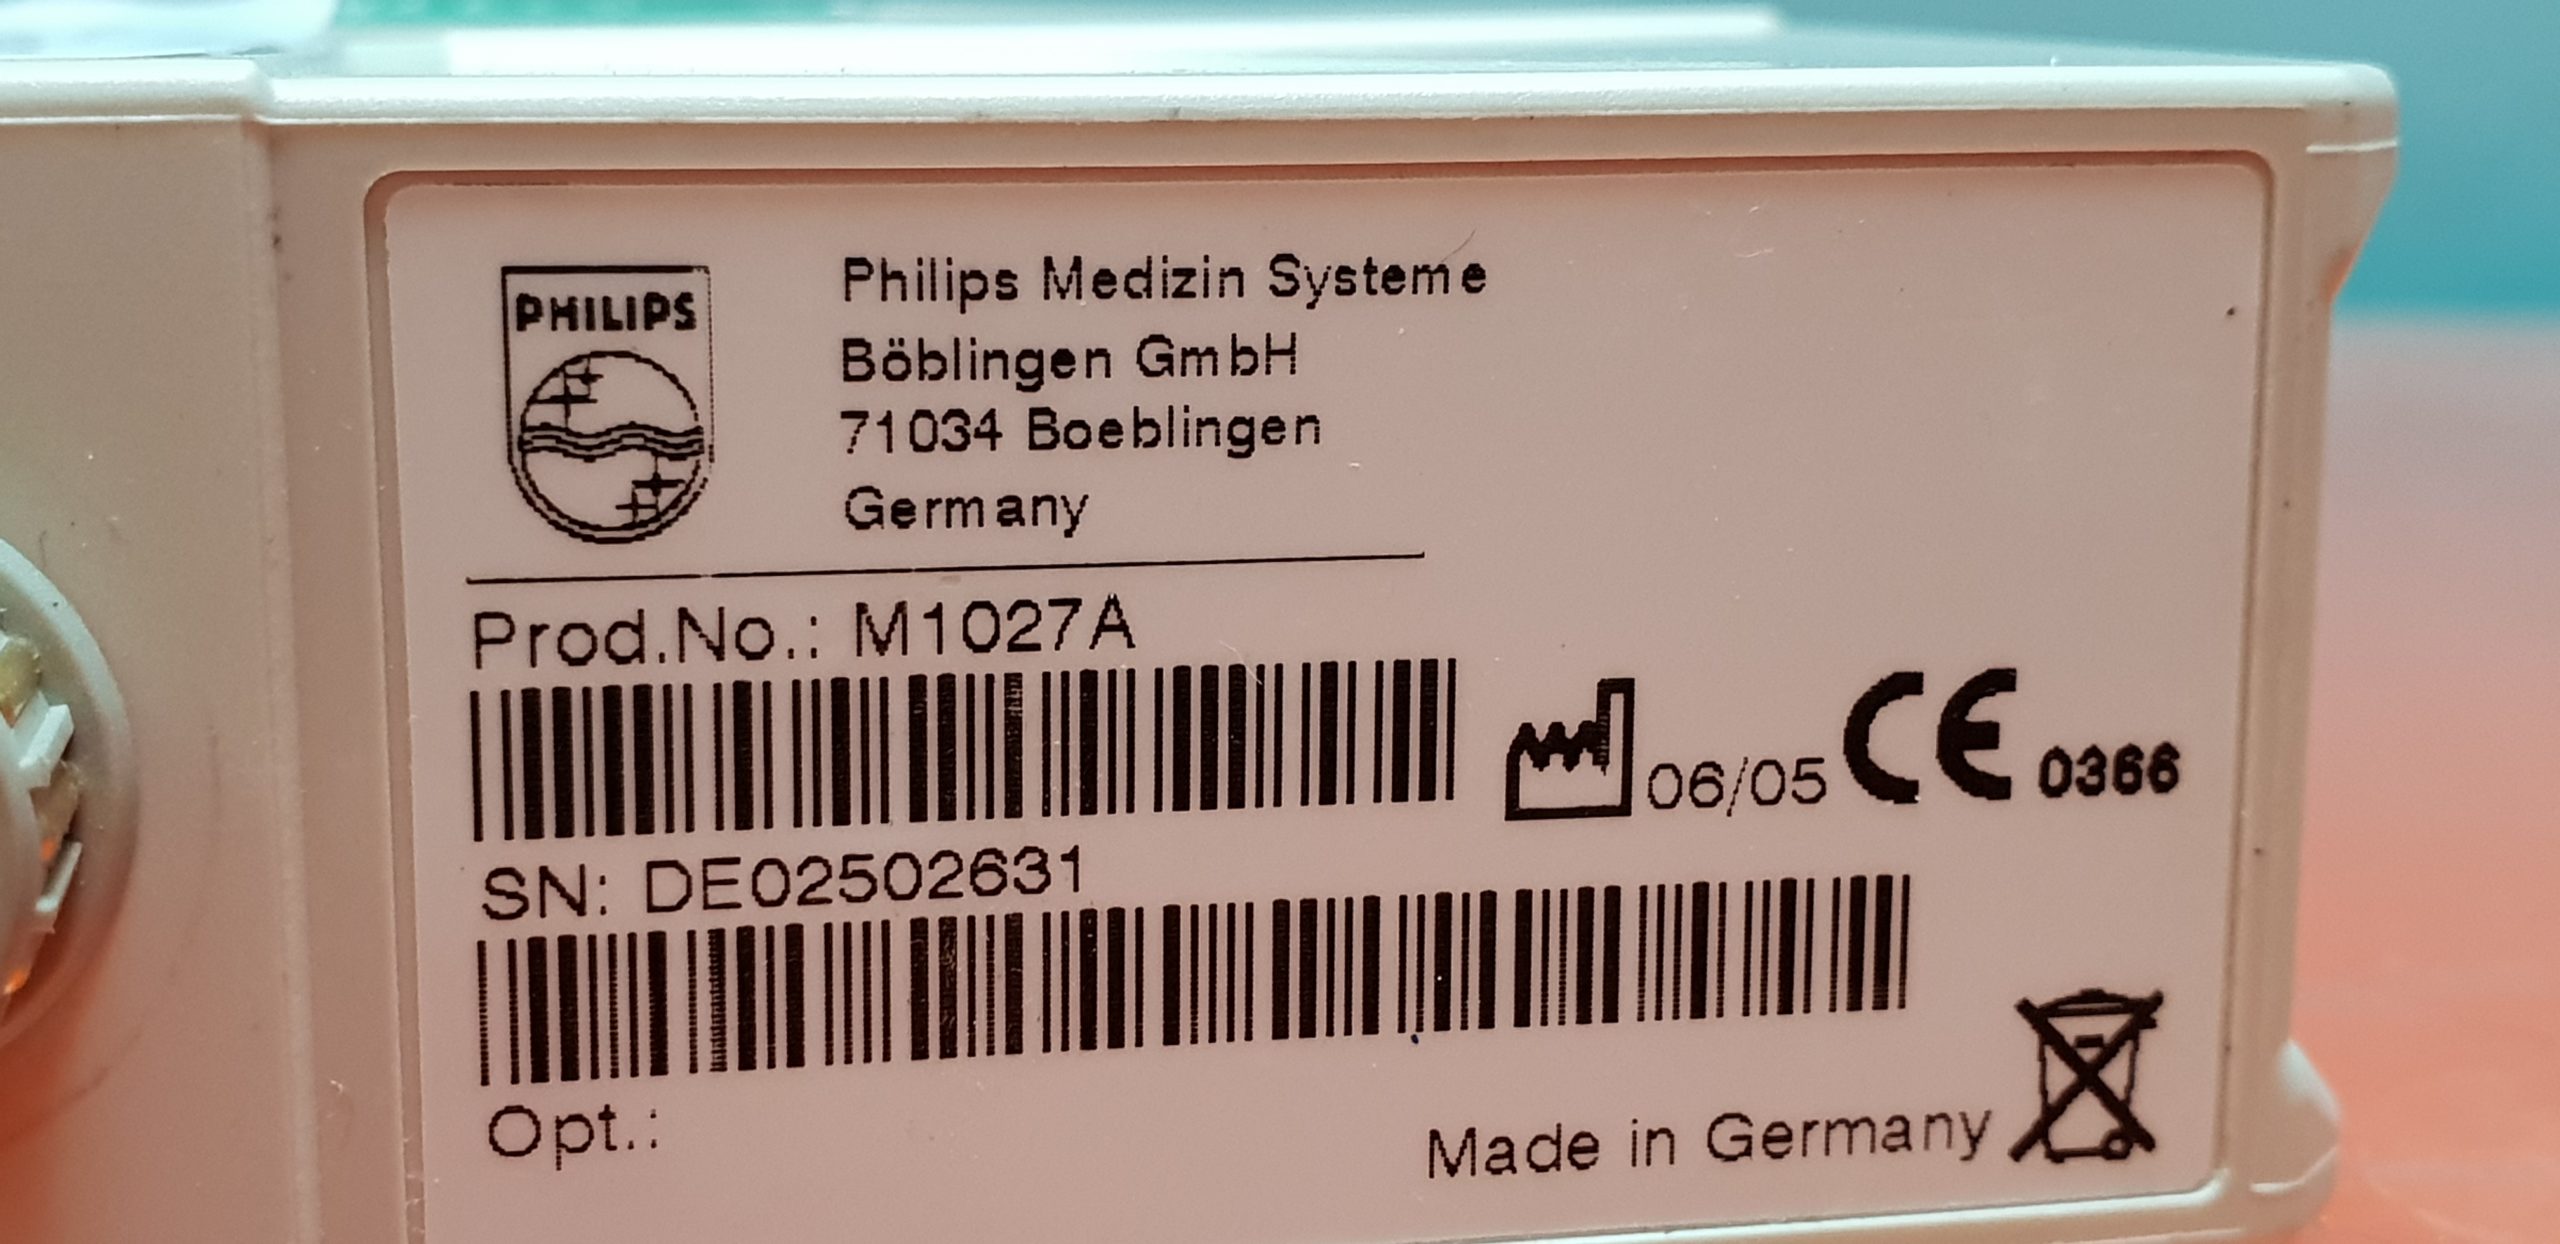 PHILIPS
Philips Medizin Systeme
Böblingen GmbH
71034 Boeblingen
Germany
Prod.No.: M1027A
06/05 CE 0366
SN: DE02502631
Opt.:
Made in Germany